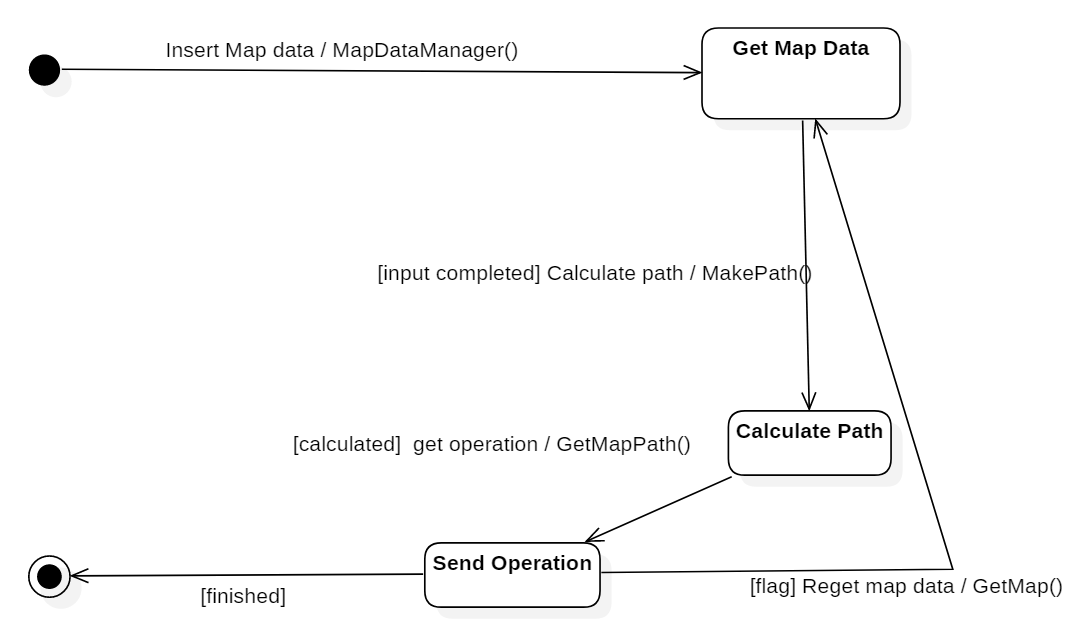 Insert Map data / MapDataManager()
Get Map Data
[input completed] Calculate path / MakePath()
Calculate Path
[calculated]  get operation / GetMapPath()
Send Operation
[flag] Reget map data / GetMap()
[finished]